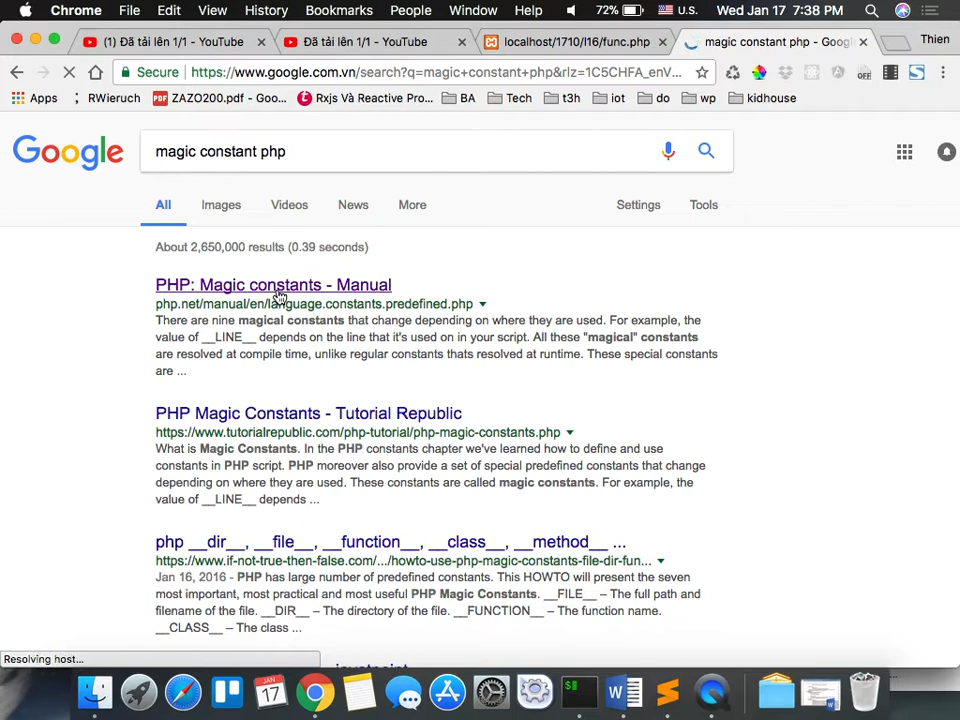 Chrome File Edit View History Bookmarks People Window Help 72% U.S. Wed Jan 17 7:38 PM
(1) Đã tải lên 1/1 - YouTube Đã tải lên 1/1 - YouTube localhost/1710/l16/func.php magic constant php - Goog Thien
Secure https://www.google.com.vn/search?q=magic+constant+php&rlz=1C5CHFA_enV...
Apps RWieruch ZAZO200.pdf - Goo... Rxjs Và Reactive Pro... BA Tech t3h iot do wp kidhouse
Google magic constant php
All Images Videos News More Settings Tools
About 2,650,000 results (0.39 seconds)
PHP: Magic constants - Manual
php.net/manual/en/language.constants.predefined.php
There are nine magical constants that change depending on where they are used. For example, the
value of __LINE__ depends on the line that it's used on in your script. All these "magical" constants
are resolved at compile time, unlike regular constants thats resolved at runtime. These special constants
are ...
PHP Magic Constants - Tutorial Republic
https://www.tutorialrepublic.com/php-tutorial/php-magic-constants.php
What is Magic Constants. In the PHP constants chapter we've learned how to define and use
constants in PHP script. PHP moreover also provide a set of special predefined constants that change
depending on where they are used. These constants are called magic constants. For example, the
value of __LINE__ depends ...
php __dir__, __file__, __function__, __class__, __method__ ...
https://www.if-not-true-then-false.com/.../howto-use-php-magic-constants-file-dir-fun...
Jan 16, 2016 - PHP has large number of predefined constants. This HOWTO will present the seven
most important, most practical and most useful PHP Magic Constants. __FILE__ – The full path and
filename of the file. __DIR__ – The directory of the file. __FUNCTION__ – The function name.
__CLASS__ – The class ...
Resolving host...
JAN
17